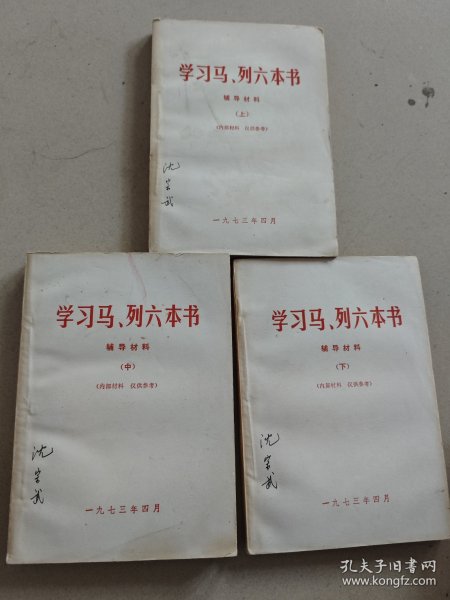 学习马、列六本书
辅导材料
（上）
（内部材料 仅供参考）
沈
武
一九七三年四月
学习马、列六本书
辅导材料
（中）
（内部材料 仅供参考）
沈
武
一九七三年四月
学习马、列六本书
辅导材料
（下）
（内部材料 仅供参考）
沈
武
一九七三年四月
孔夫子旧书网
www.kongfz.com